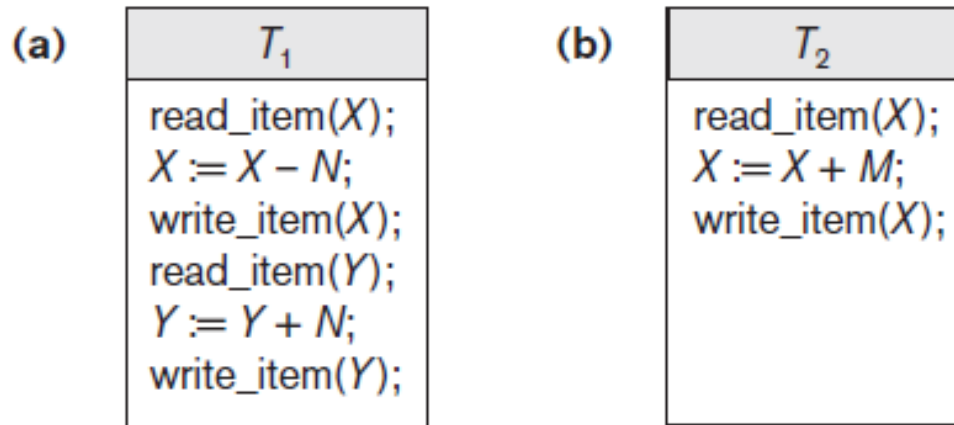 (a)
T₁
read_item(X);
X := X – N;
write_item(X);
read_item(Y);
Y := Y + N;
write_item(Y);
(b)
T₂
read_item(X);
X := X + M;
write_item(X);